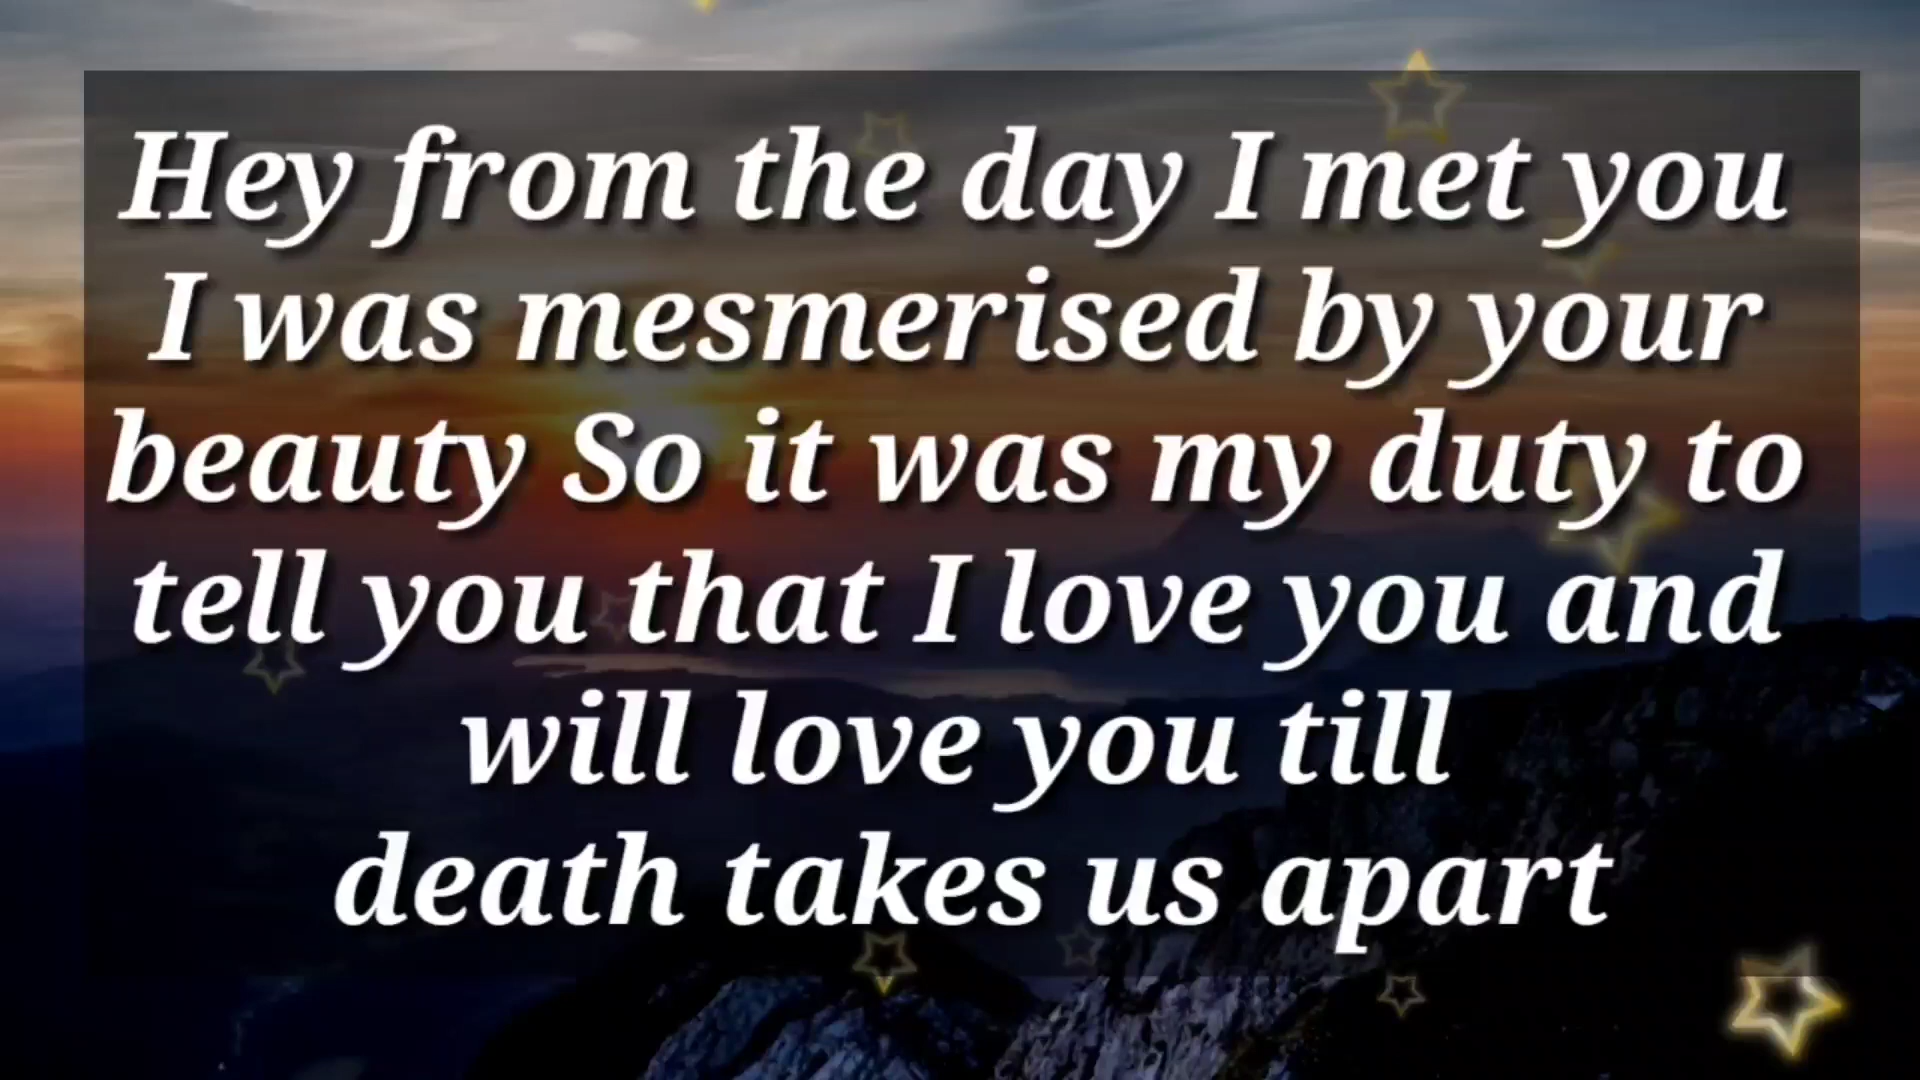 Hey from the day I met you
I was mesmerised by your
beauty So it was my duty to
tell you that I love you and
will love you till
death takes us apart